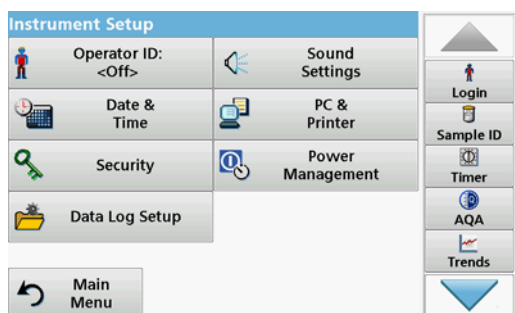 Instrument Setup
Operator ID:
<Off>
Sound
Settings
Date &
Time
PC &
Printer
Security
Power
Management
Data Log Setup
Main
Menu
Login
Sample ID
Timer
AQA
Trends